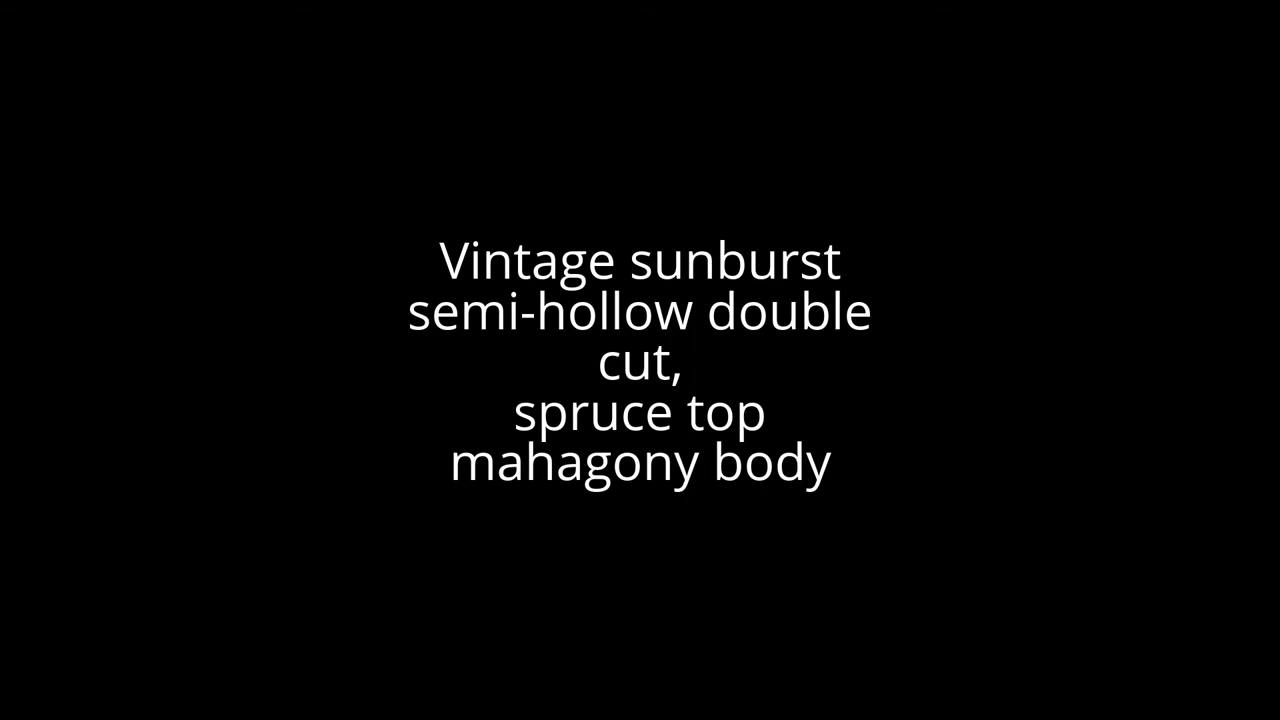 Vintage sunburst
semi-hollow double
cut,
spruce top
mahagony body